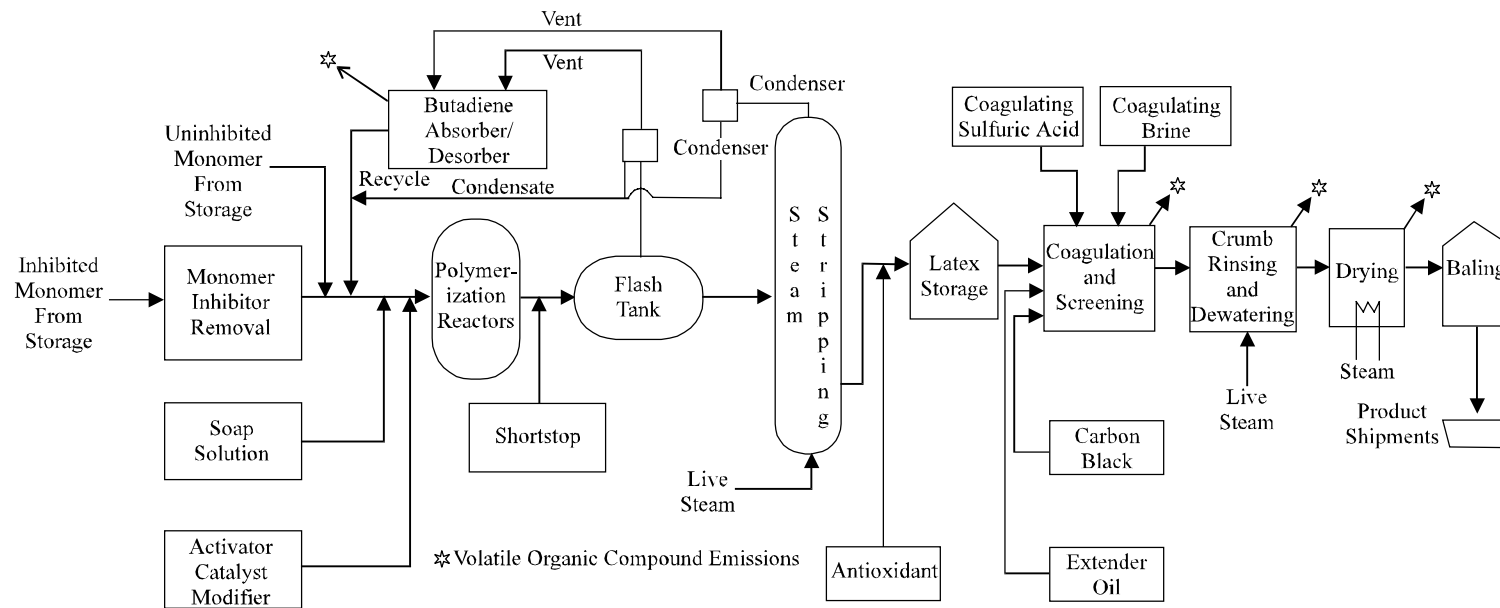 Vent
Vent
Condenser
Butadiene
Absorber/
Desorber
Condenser
Coagulating
Sulfuric Acid
Coagulating
Brine
Uninhibited
Monomer
From
Storage
Recycle
Condensate
Inhibited
Monomer
From
Storage
Monomer
Inhibitor
Removal
Polymer-
ization
Reactors
Flash
Tank
Steam
Stripping
Latex
Storage
Coagulation
and
Screening
Crumb
Rinsing
and
Dewatering
Drying
Baling
Steam
Live
Steam
Product
Shipments
Soap
Solution
Shortstop
Carbon
Black
Live
Steam
Activator
Catalyst
Modifier
Volatile Organic Compound Emissions
Antioxidant
Extender
Oil